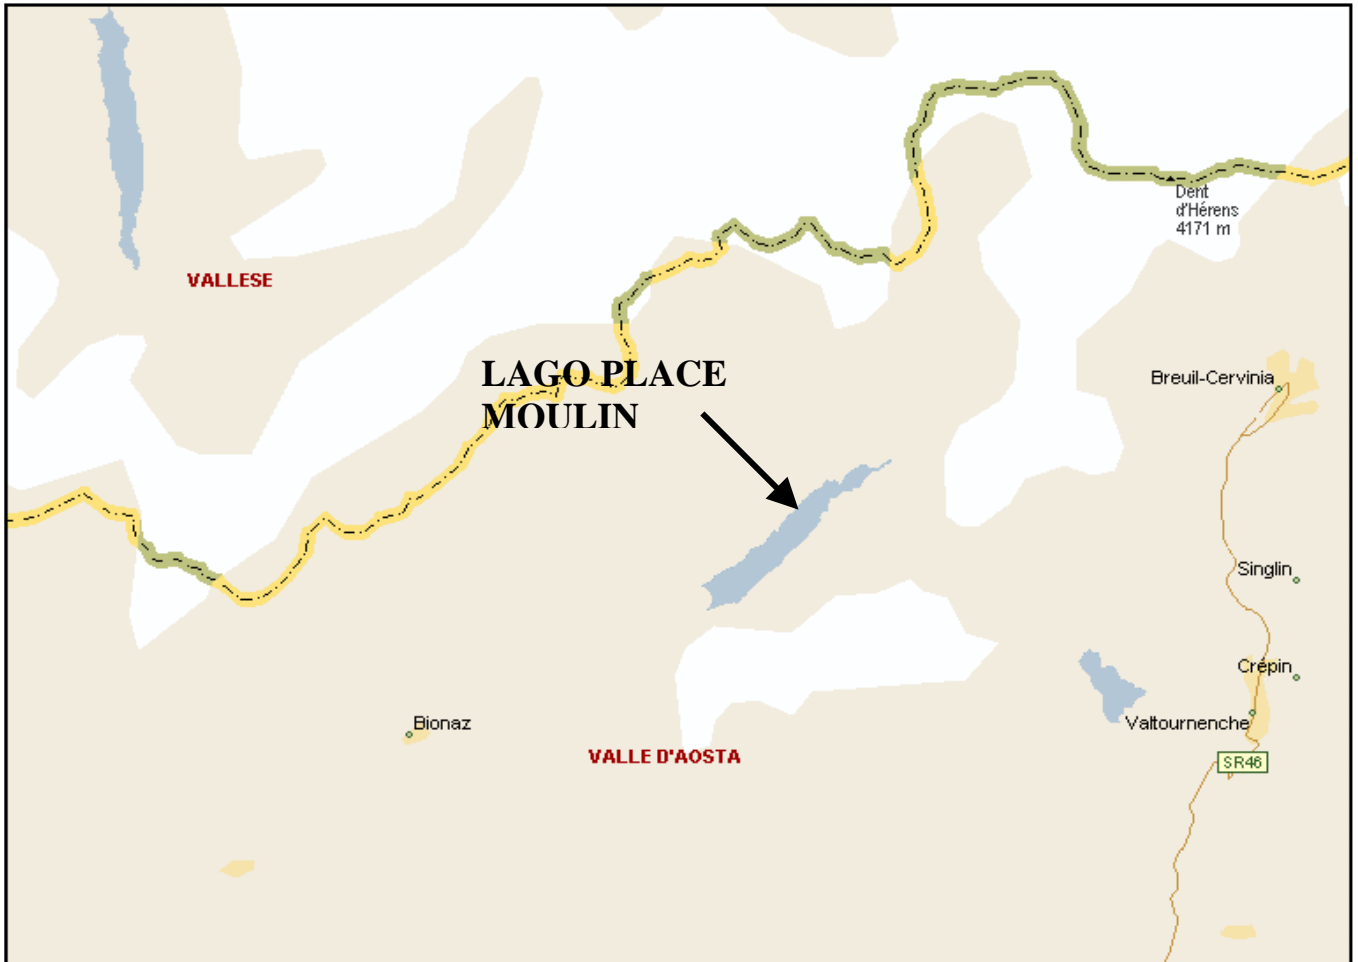 Dent
d'Hérens
4171 m
VALLESE
LAGO PLACE
MOULIN
Breuil-Cervinia
Singlin
Crépin
Bionaz
Valtournenche
VALLE D'AOSTA
SR46